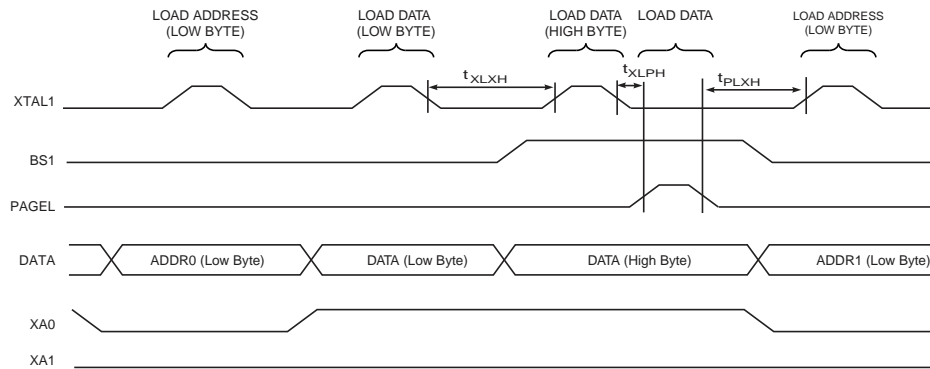 LOAD ADDRESS
(LOW BYTE)
LOAD DATA
(LOW BYTE)
LOAD DATA
(HIGH BYTE)
LOAD DATA
LOAD ADDRESS
(LOW BYTE)
XTAL1
tXLXH
tXLPH
tPLXH
BS1
PAGEL
DATA
ADDR0 (Low Byte)
DATA (Low Byte)
DATA (High Byte)
ADDR1 (Low Byte)
XA0
XA1